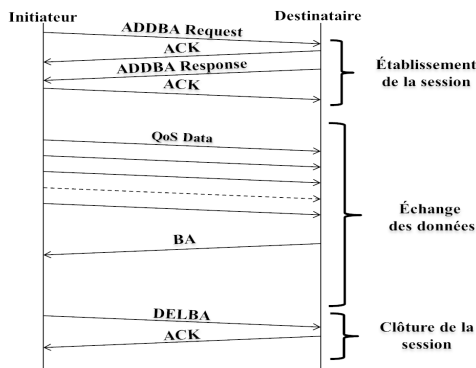 Initiateur
Destinataire
ADDBA Request
ACK
ADDBA Response
ACK
Établissement
de la session
QoS Data
Échange
des données
BA
DELBA
ACK
Clôture de la
session